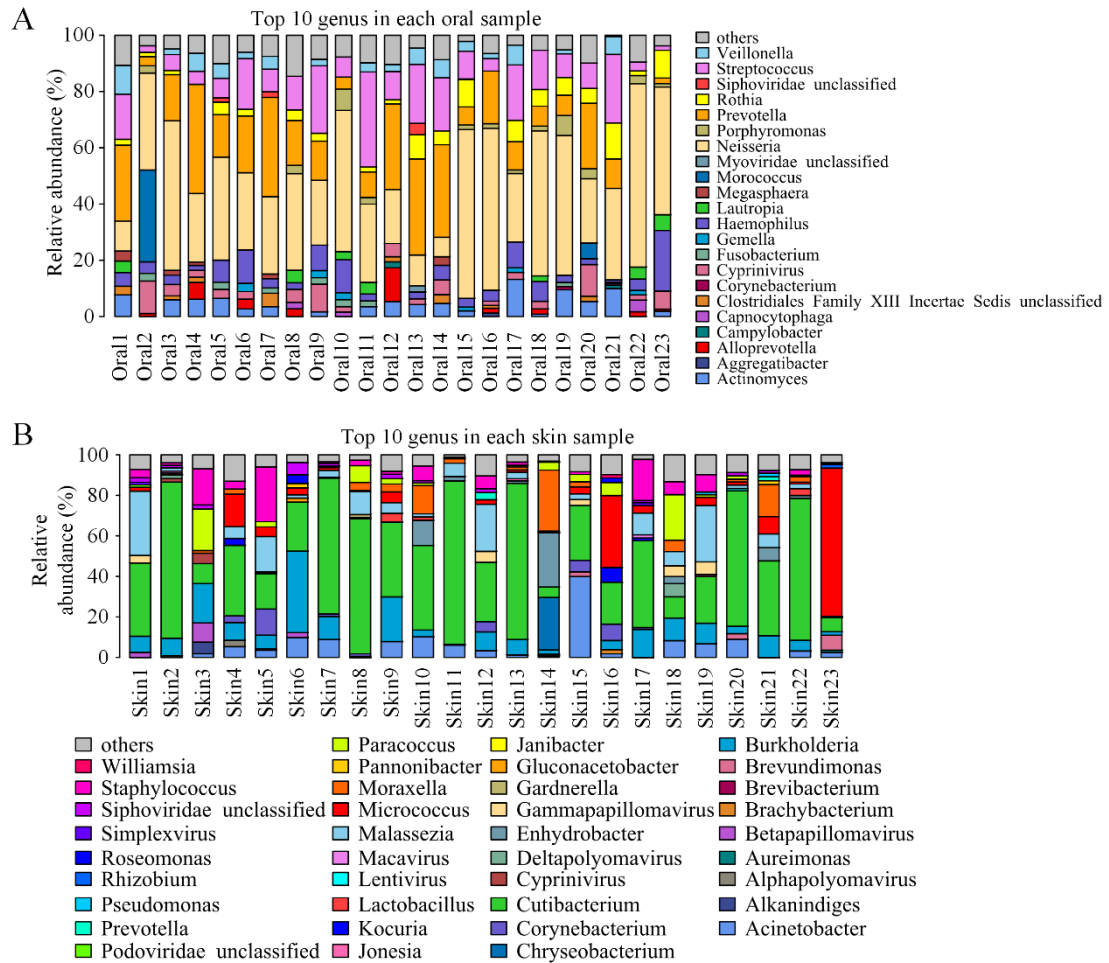 A
Top 10 genus in each oral sample
Relative abundance (%)
100
80
60
40
20
0
Oral1
Oral2
Oral3
Oral4
Oral5
Oral6
Oral7
Oral8
Oral9
Oral10
Oral11
Oral12
Oral13
Oral14
Oral15
Oral16
Oral17
Oral18
Oral19
Oral20
Oral21
Oral22
Oral23
others
Veillonella
Streptococcus
Siphoviridae unclassified
Rothia
Prevotella
Porphyromonas
Neisseria
Myoviridae unclassified
Morococcus
Megasphaera
Lautropia
Haemophilus
Gemella
Fusobacterium
Cyprinivirus
Corynebacterium
Clostridiales Family XIII Incertae Sedis unclassified
Capnocytophaga
Campylobacter
Alloprevotella
Aggregatibacter
Actinomyces
B
Top 10 genus in each skin sample
Relative
abundance (%)
100
80
60
40
20
0
Skin1
Skin2
Skin3
Skin4
Skin5
Skin6
Skin7
Skin8
Skin9
Skin10
Skin11
Skin12
Skin13
Skin14
Skin15
Skin16
Skin17
Skin18
Skin19
Skin20
Skin21
Skin22
Skin23
others
Williamsia
Staphylococcus
Siphoviridae unclassified
Simplexvirus
Roseomonas
Rhizobium
Pseudomonas
Prevotella
Podoviridae unclassified
Paracoccus
Pannonibacter
Moraxella
Micrococcus
Malassezia
Macavirus
Lentivirus
Lactobacillus
Kocuria
Jonesia
Janibacter
Gluconacetobacter
Gardnerella
Gammapapillomavirus
Enhydrobacter
Deltapolyomavirus
Cyprinivirus
Cutibacterium
Corynebacterium
Chryseobacterium
Burkholderia
Brevundimonas
Brevibacterium
Brachybacterium
Betapapillomavirus
Aureimonas
Alphapolyomavirus
Alkanindiges
Acinetobacter